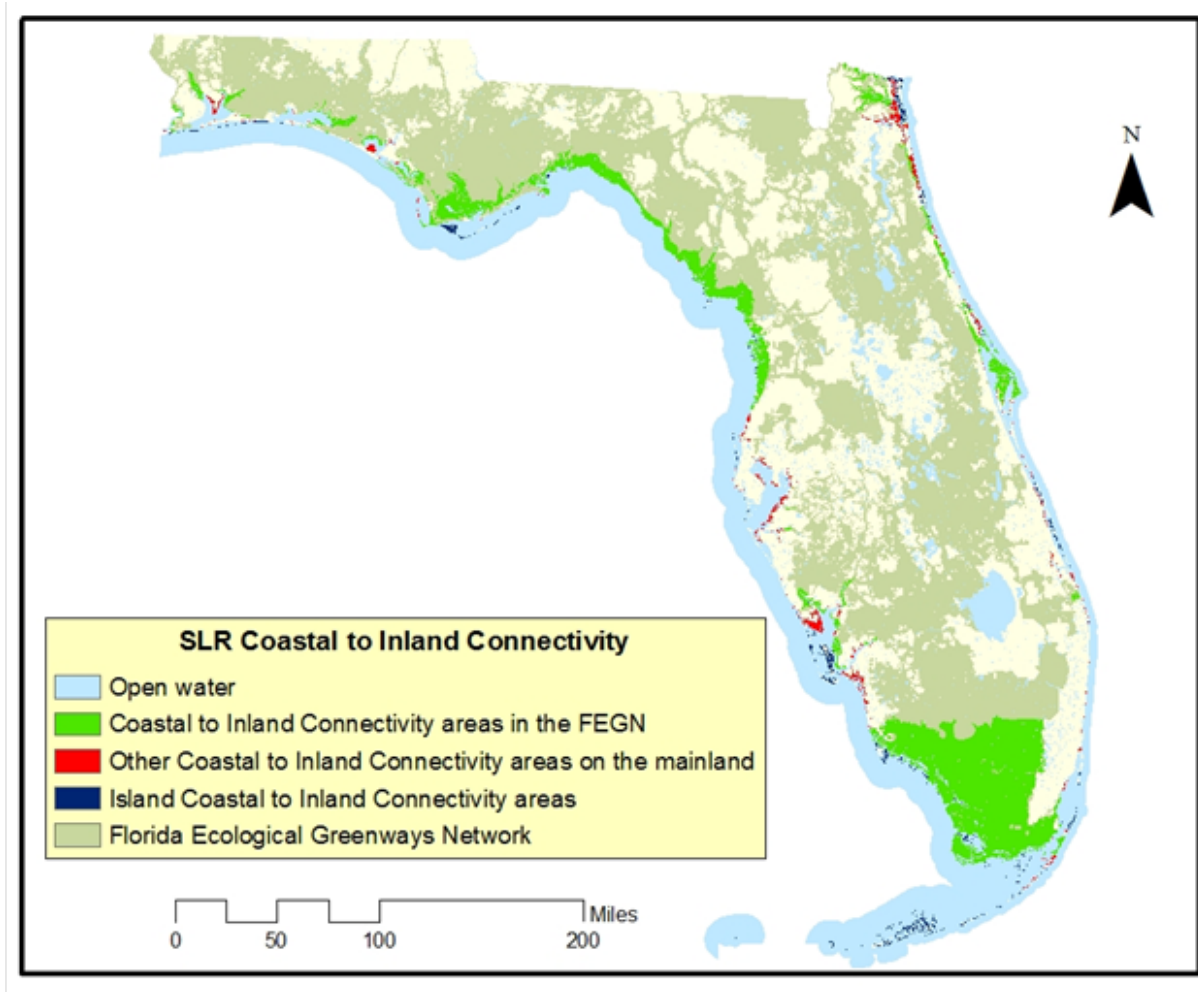 N
SLR Coastal to Inland Connectivity
Open water
Coastal to Inland Connectivity areas in the FEGN
Other Coastal to Inland Connectivity areas on the mainland
Island Coastal to Inland Connectivity areas
Florida Ecological Greenways Network
Miles
0 50 100 200